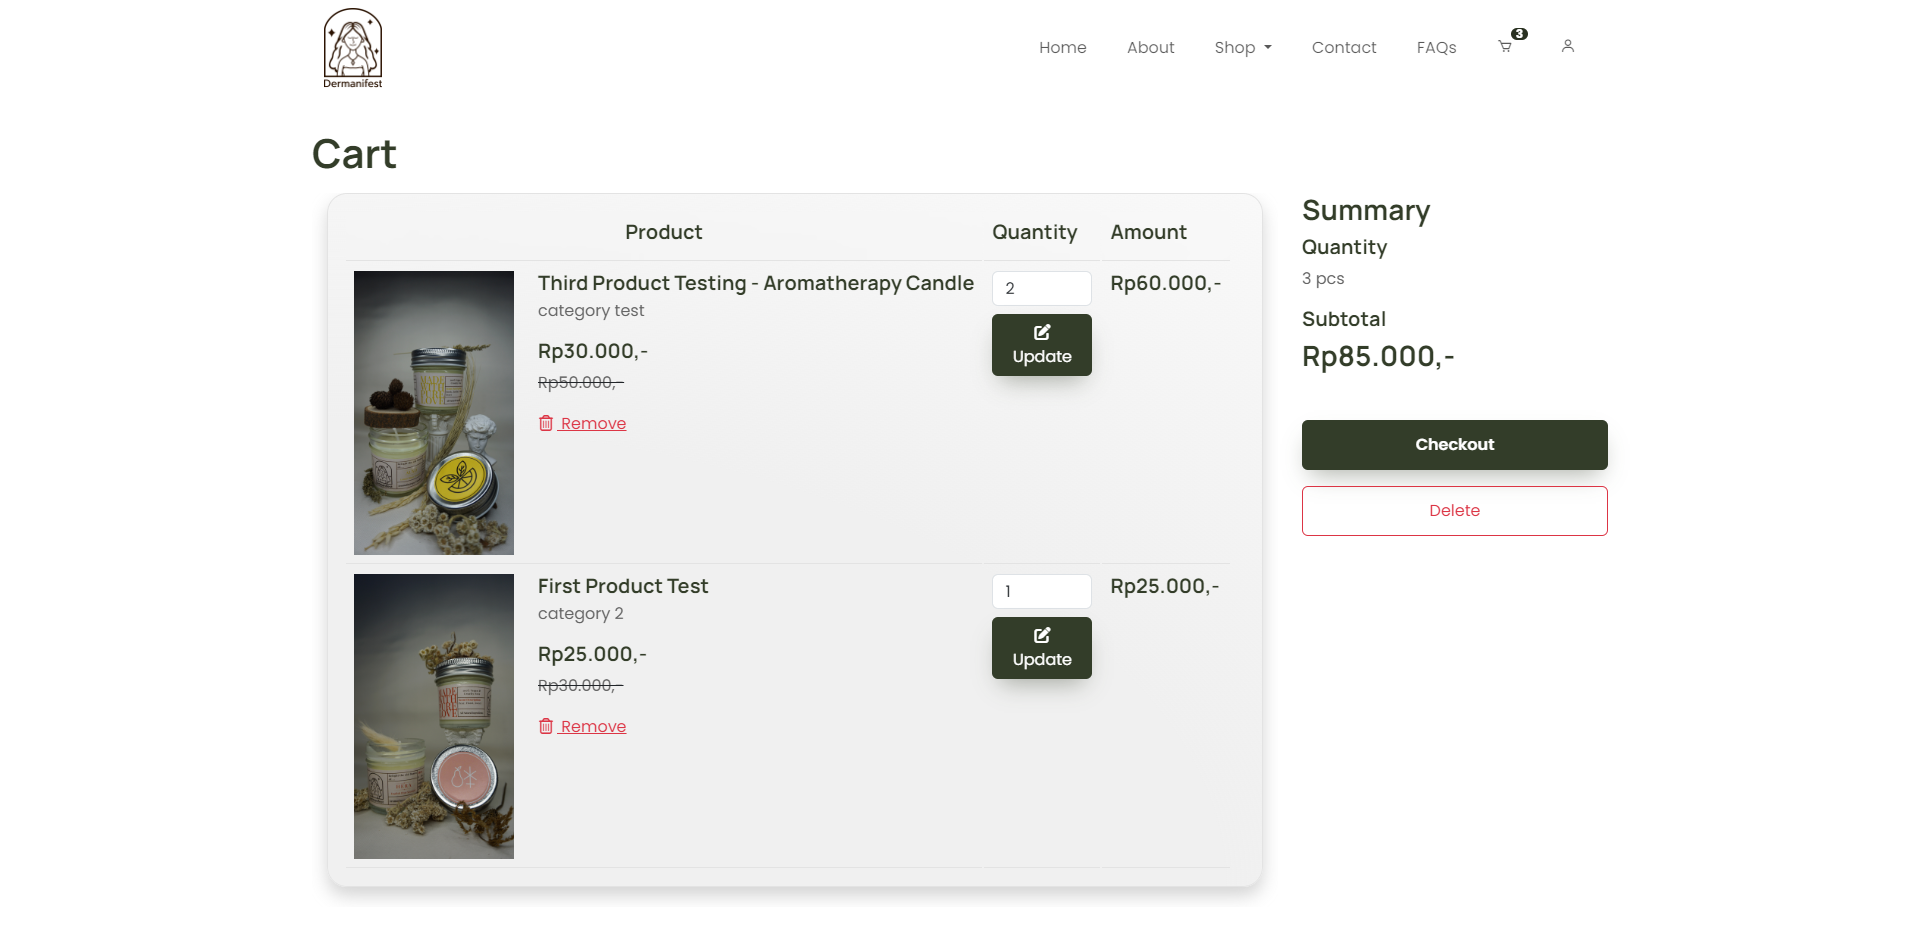 Dermanifest
Home About Shop Contact FAQs 3
Cart
Product Quantity Amount
Third Product Testing - Aromatherapy Candle
category test
Rp30.000,-
Rp50.000,-
Remove
2
Update
Rp60.000,-
First Product Test
category 2
Rp25.000,-
Rp30.000,-
Remove
1
Update
Rp25.000,-
Summary
Quantity
3 pcs
Subtotal
Rp85.000,-
Checkout
Delete